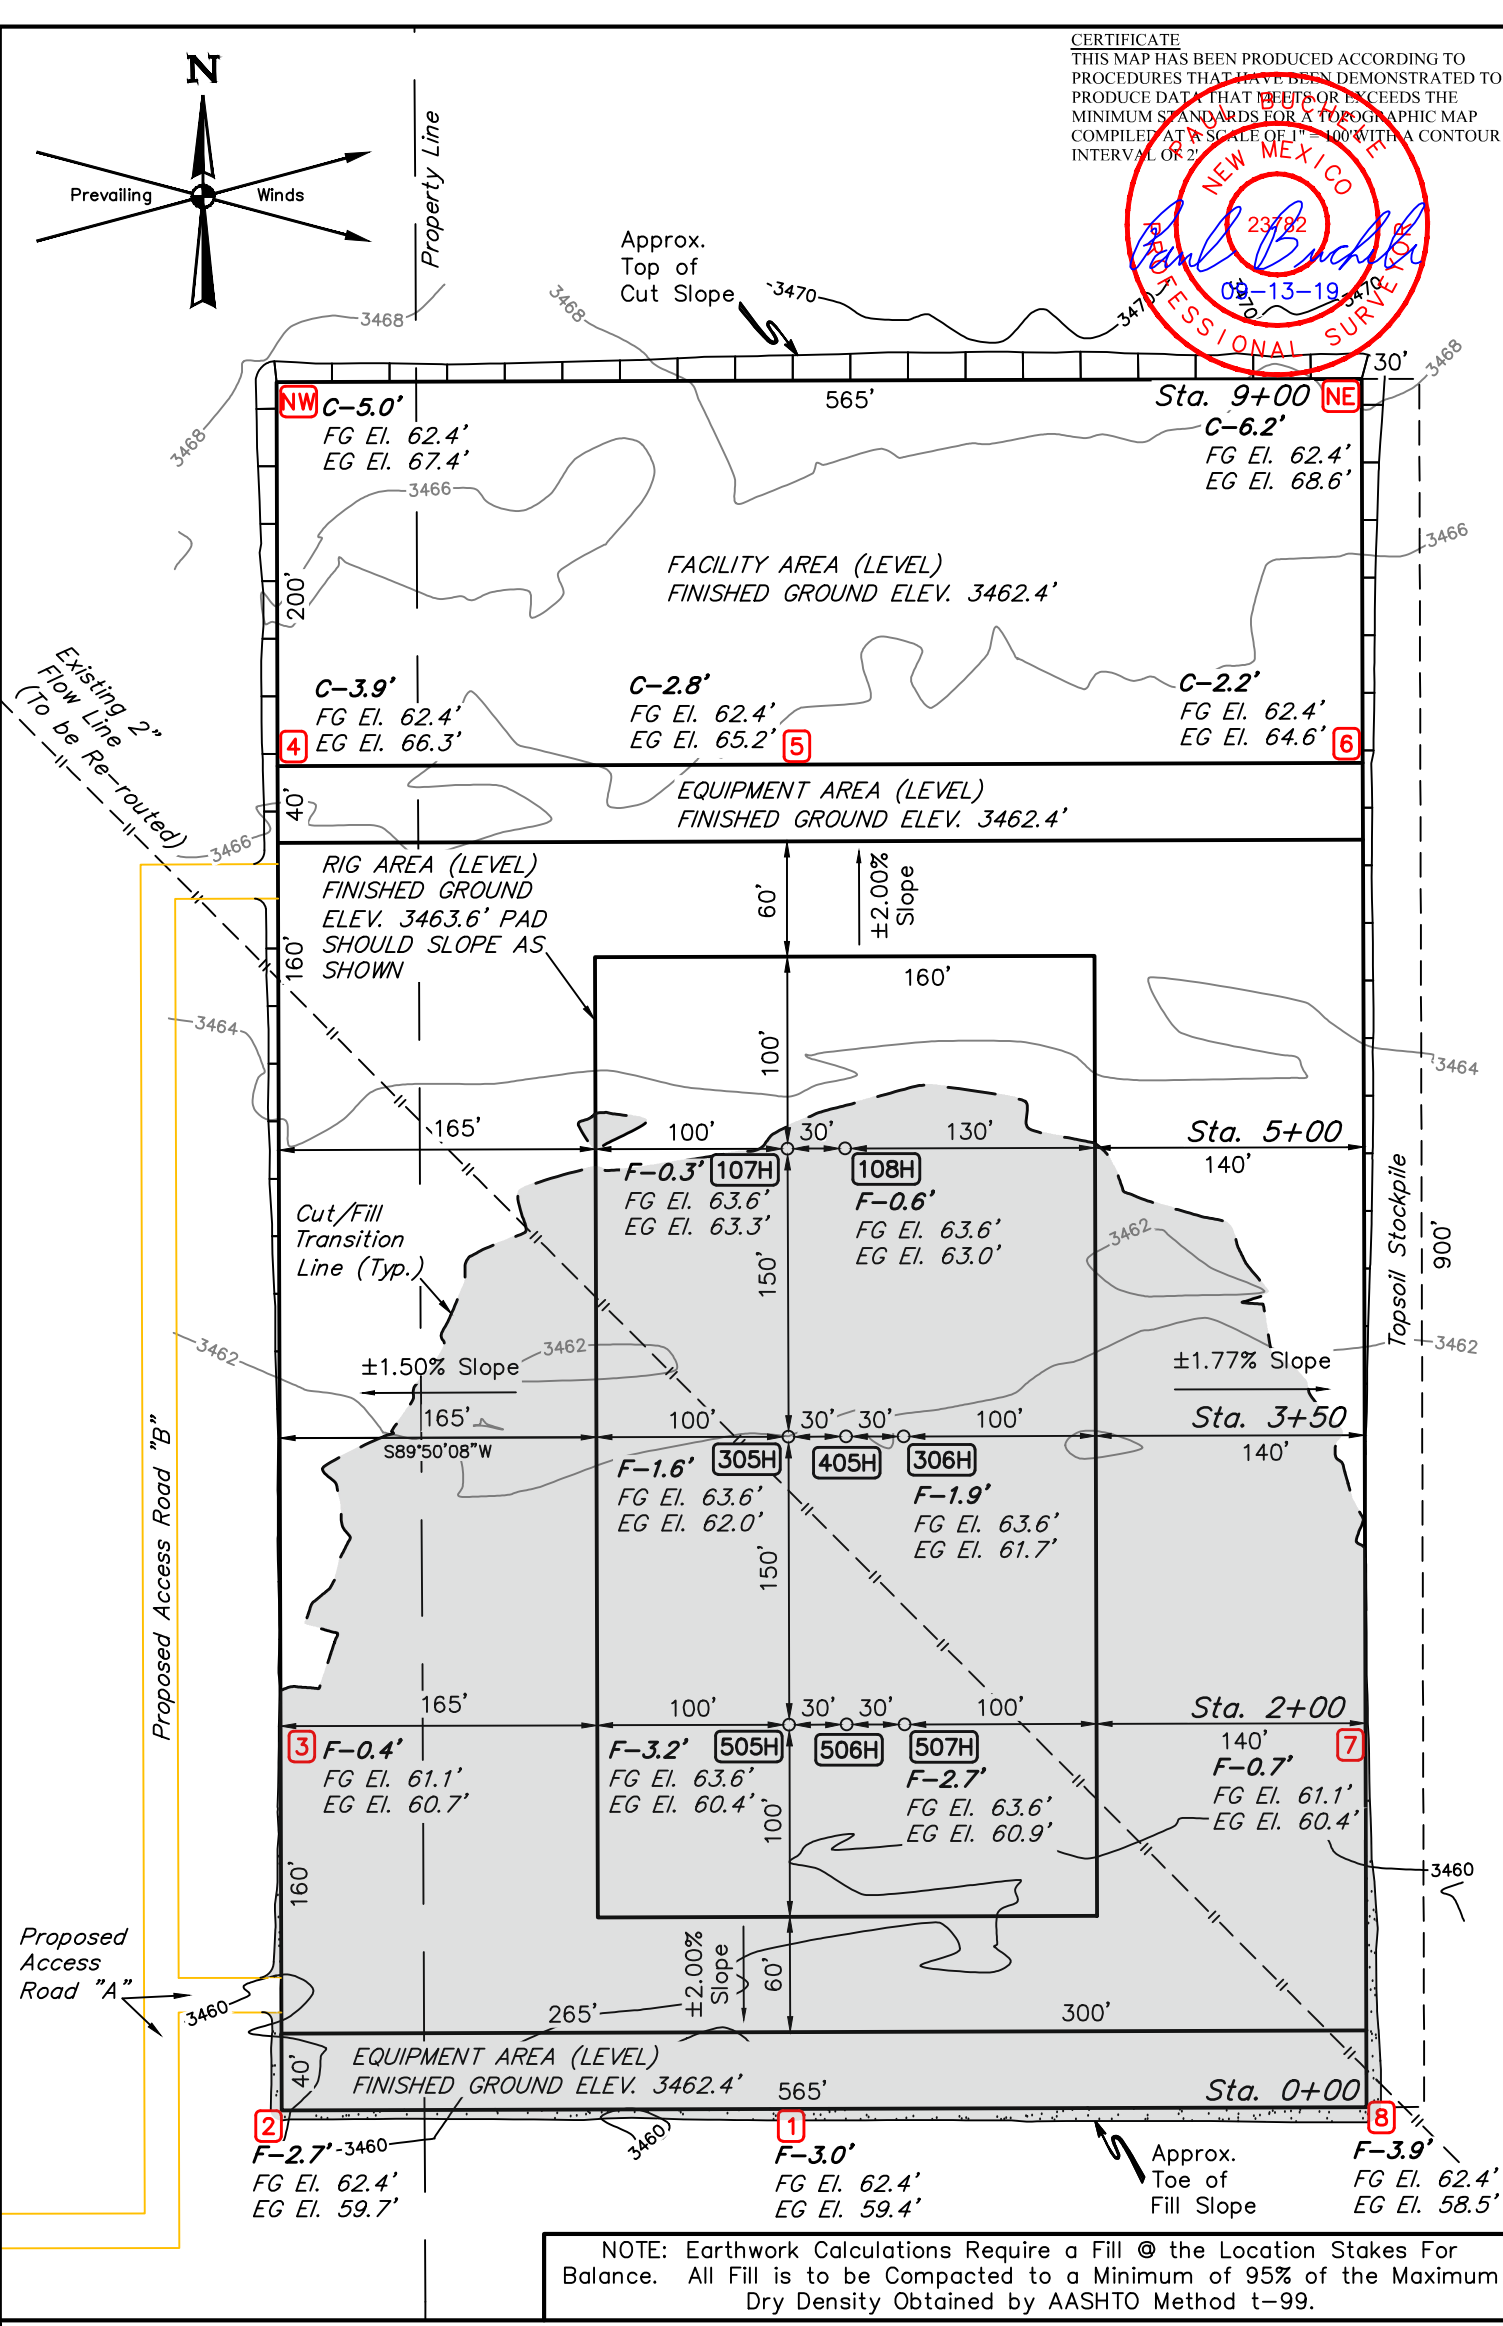 CERTIFICATE
THIS MAP HAS BEEN PRODUCED ACCORDING TO
PROCEDURES THAT HAVE BEEN DEMONSTRATED TO
PRODUCE DATA THAT MEETS OR EXCEEDS THE
MINIMUM STANDARDS FOR A TOPOGRAPHIC MAP
COMPILED AT A SCALE OF 1" = 100' WITH A CONTOUR
INTERVAL OF 2'.
PAUL BUCHELE
NEW MEXICO
23782
PROFESSIONAL SURVEYOR
Paul Buchele
09-13-19
N
Prevailing
Winds
Property Line
Approx.
Top of
Cut Slope
3470
3470
3470
3470
3468
3468
3468
3468
30'
NW
C-5.0'
FG El. 62.4'
EG El. 67.4'
565'
Sta. 9+00
NE
C-6.2'
FG El. 62.4'
EG El. 68.6'
3466
3466
FACILITY AREA (LEVEL)
FINISHED GROUND ELEV. 3462.4'
200'
Existing 2"
Flow Line
(To be Re-routed)
C-3.9'
FG El. 62.4'
EG El. 66.3'
4
C-2.8'
FG El. 62.4'
EG El. 65.2'
5
C-2.2'
FG El. 62.4'
EG El. 64.6'
6
40'
EQUIPMENT AREA (LEVEL)
FINISHED GROUND ELEV. 3462.4'
3466
RIG AREA (LEVEL)
FINISHED GROUND
ELEV. 3463.6' PAD
SHOULD SLOPE AS
SHOWN
60'
±2.00%
Slope
160'
160'
3464
3464
100'
165'
100'
30'
130'
Sta. 5+00
140'
107H
F-0.3'
FG El. 63.6'
EG El. 63.3'
108H
F-0.6'
FG El. 63.6'
EG El. 63.0'
Cut/Fill
Transition
Line (Typ.)
150'
3462
Topsoil Stockpile
900'
3462
3462
3462
±1.50% Slope
±1.77% Slope
165'
S89°50'08"W
100'
30'
30'
100'
Sta. 3+50
140'
305H
405H
306H
F-1.6'
FG El. 63.6'
EG El. 62.0'
F-1.9'
FG El. 63.6'
EG El. 61.7'
Proposed Access Road "B"
150'
165'
100'
30'
30'
100'
Sta. 2+00
140'
3
F-0.4'
FG El. 61.1'
EG El. 60.7'
505H
506H
507H
F-3.2'
FG El. 63.6'
EG El. 60.4'
F-2.7'
FG El. 63.6'
EG El. 60.9'
7
F-0.7'
FG El. 61.1'
EG El. 60.4'
100'
160'
3460
Proposed
Access
Road "A"
3460
±2.00%
Slope
60'
265'
300'
40'
EQUIPMENT AREA (LEVEL)
FINISHED GROUND ELEV. 3462.4'
565'
Sta. 0+00
2
F-2.7'
FG El. 62.4'
EG El. 59.7'
3460
3460
1
F-3.0'
FG El. 62.4'
EG El. 59.4'
Approx.
Toe of
Fill Slope
8
F-3.9'
FG El. 62.4'
EG El. 58.5'
NOTE: Earthwork Calculations Require a Fill @ the Location Stakes For
Balance. All Fill is to be Compacted to a Minimum of 95% of the Maximum
Dry Density Obtained by AASHTO Method t-99.